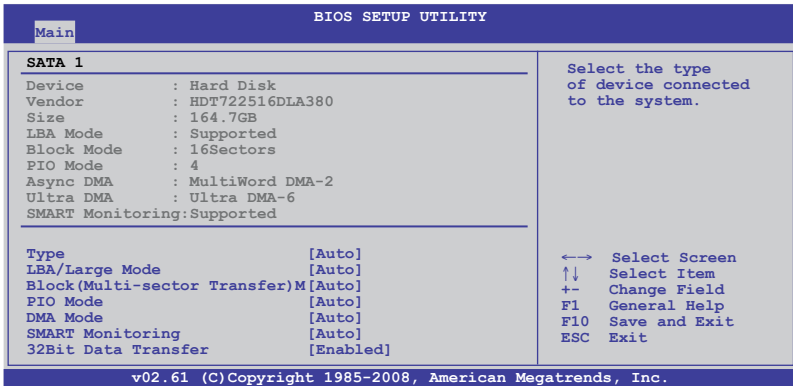 BIOS SETUP UTILITY
Main
SATA 1
Device : Hard Disk
Vendor : HDT722516DLA380
Size : 164.7GB
LBA Mode : Supported
Block Mode : 16Sectors
PIO Mode : 4
Async DMA : MultiWord DMA-2
Ultra DMA : Ultra DMA-6
SMART Monitoring:Supported
Type [Auto]
LBA/Large Mode [Auto]
Block(Multi-sector Transfer)M[Auto]
PIO Mode [Auto]
DMA Mode [Auto]
SMART Monitoring [Auto]
32Bit Data Transfer [Enabled]
Select the type
of device connected
to the system.
←→ Select Screen
↑↓ Select Item
+- Change Field
F1 General Help
F10 Save and Exit
ESC Exit
v02.61 (C)Copyright 1985-2008, American Megatrends, Inc.